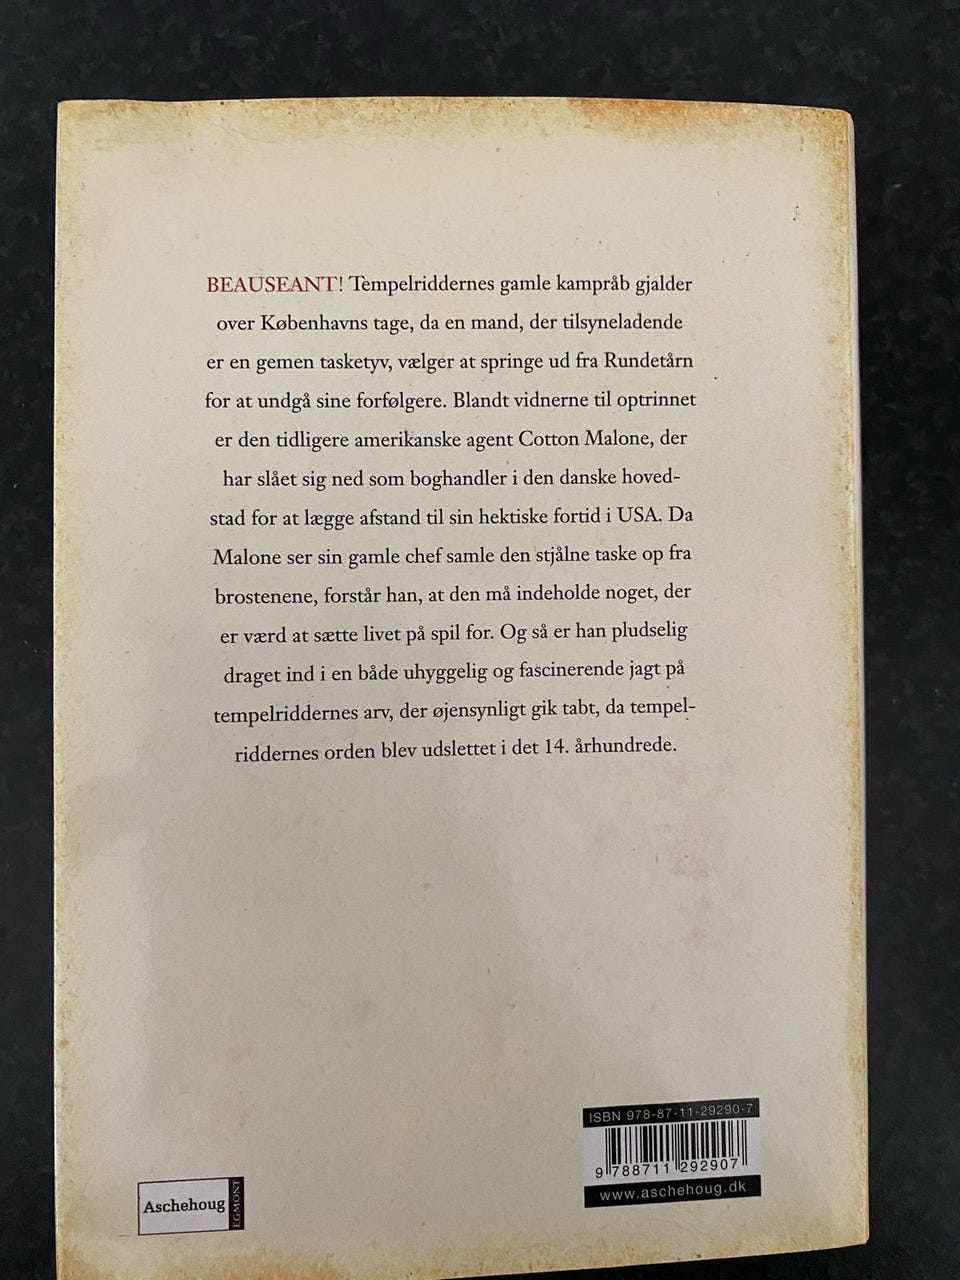 BEAUSEANT! Tempelriddernes gamle kampråb gjalder
over Københavns tage, da en mand, der tilsyneladende
er en gemen tasketyv, vælger at springe ud fra Rundetårn
for at undgå sine forfølgere. Blandt vidnerne til optrinnet
er den tidligere amerikanske agent Cotton Malone, der
har slået sig ned som boghandler i den danske hoved-
stad for at lægge afstand til sin hektiske fortid i USA. Da
Malone ser sin gamle chef samle den stjålne taske op fra
brostenene, forstår han, at den må indeholde noget, der
er værd at sætte livet på spil for. Og så er han pludselig
draget ind i en både uhyggelig og fascinerende jagt på
tempelriddernes arv, der øjensynligt gik tabt, da tempel-
riddernes orden blev udslettet i det 14. århundrede.
ISBN 978-87-11-29290-7
9 788711 292907
www.aschehoug.dk
Aschehoug
EGMONT